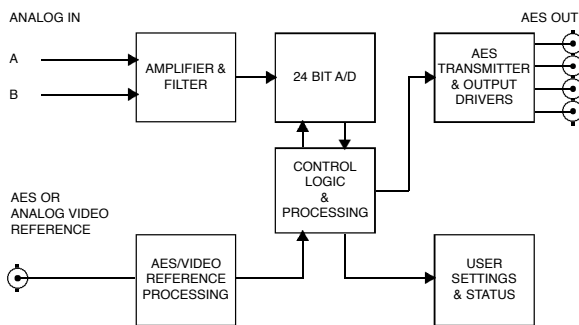 ANALOG IN
AES OUT
A
B
AMPLIFIER &
FILTER
24 BIT A/D
AES
TRANSMITTER
& OUTPUT
DRIVERS
CONTROL
LOGIC
&
PROCESSING
AES OR
ANALOG VIDEO
REFERENCE
AES/VIDEO
REFERENCE
PROCESSING
USER
SETTINGS
& STATUS